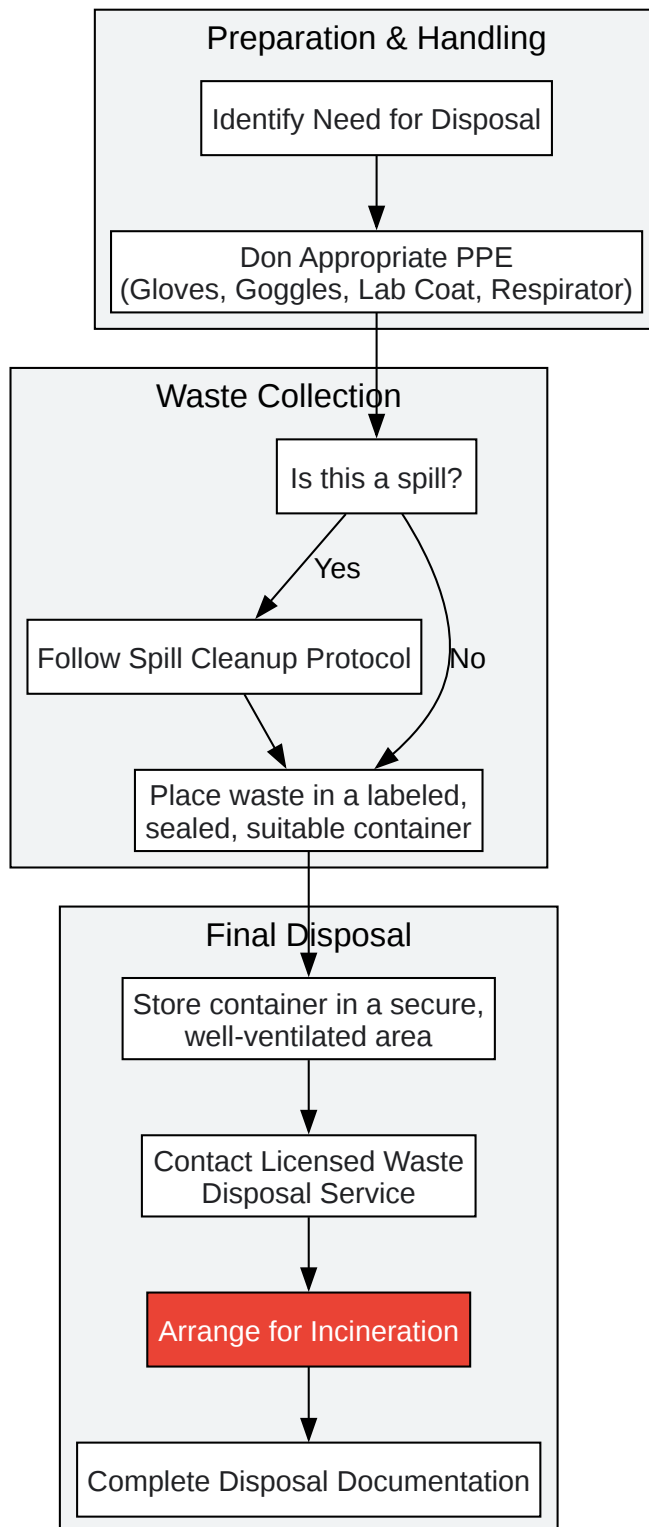 Preparation & Handling
Identify Need for Disposal
Don Appropriate PPE
(Gloves, Goggles, Lab Coat, Respirator)
Waste Collection
Is this a spill?
Yes
Follow Spill Cleanup Protocol
No
Place waste in a labeled,
sealed, suitable container
Final Disposal
Store container in a secure,
well-ventilated area
Contact Licensed Waste
Disposal Service
Arrange for Incineration
Complete Disposal Documentation